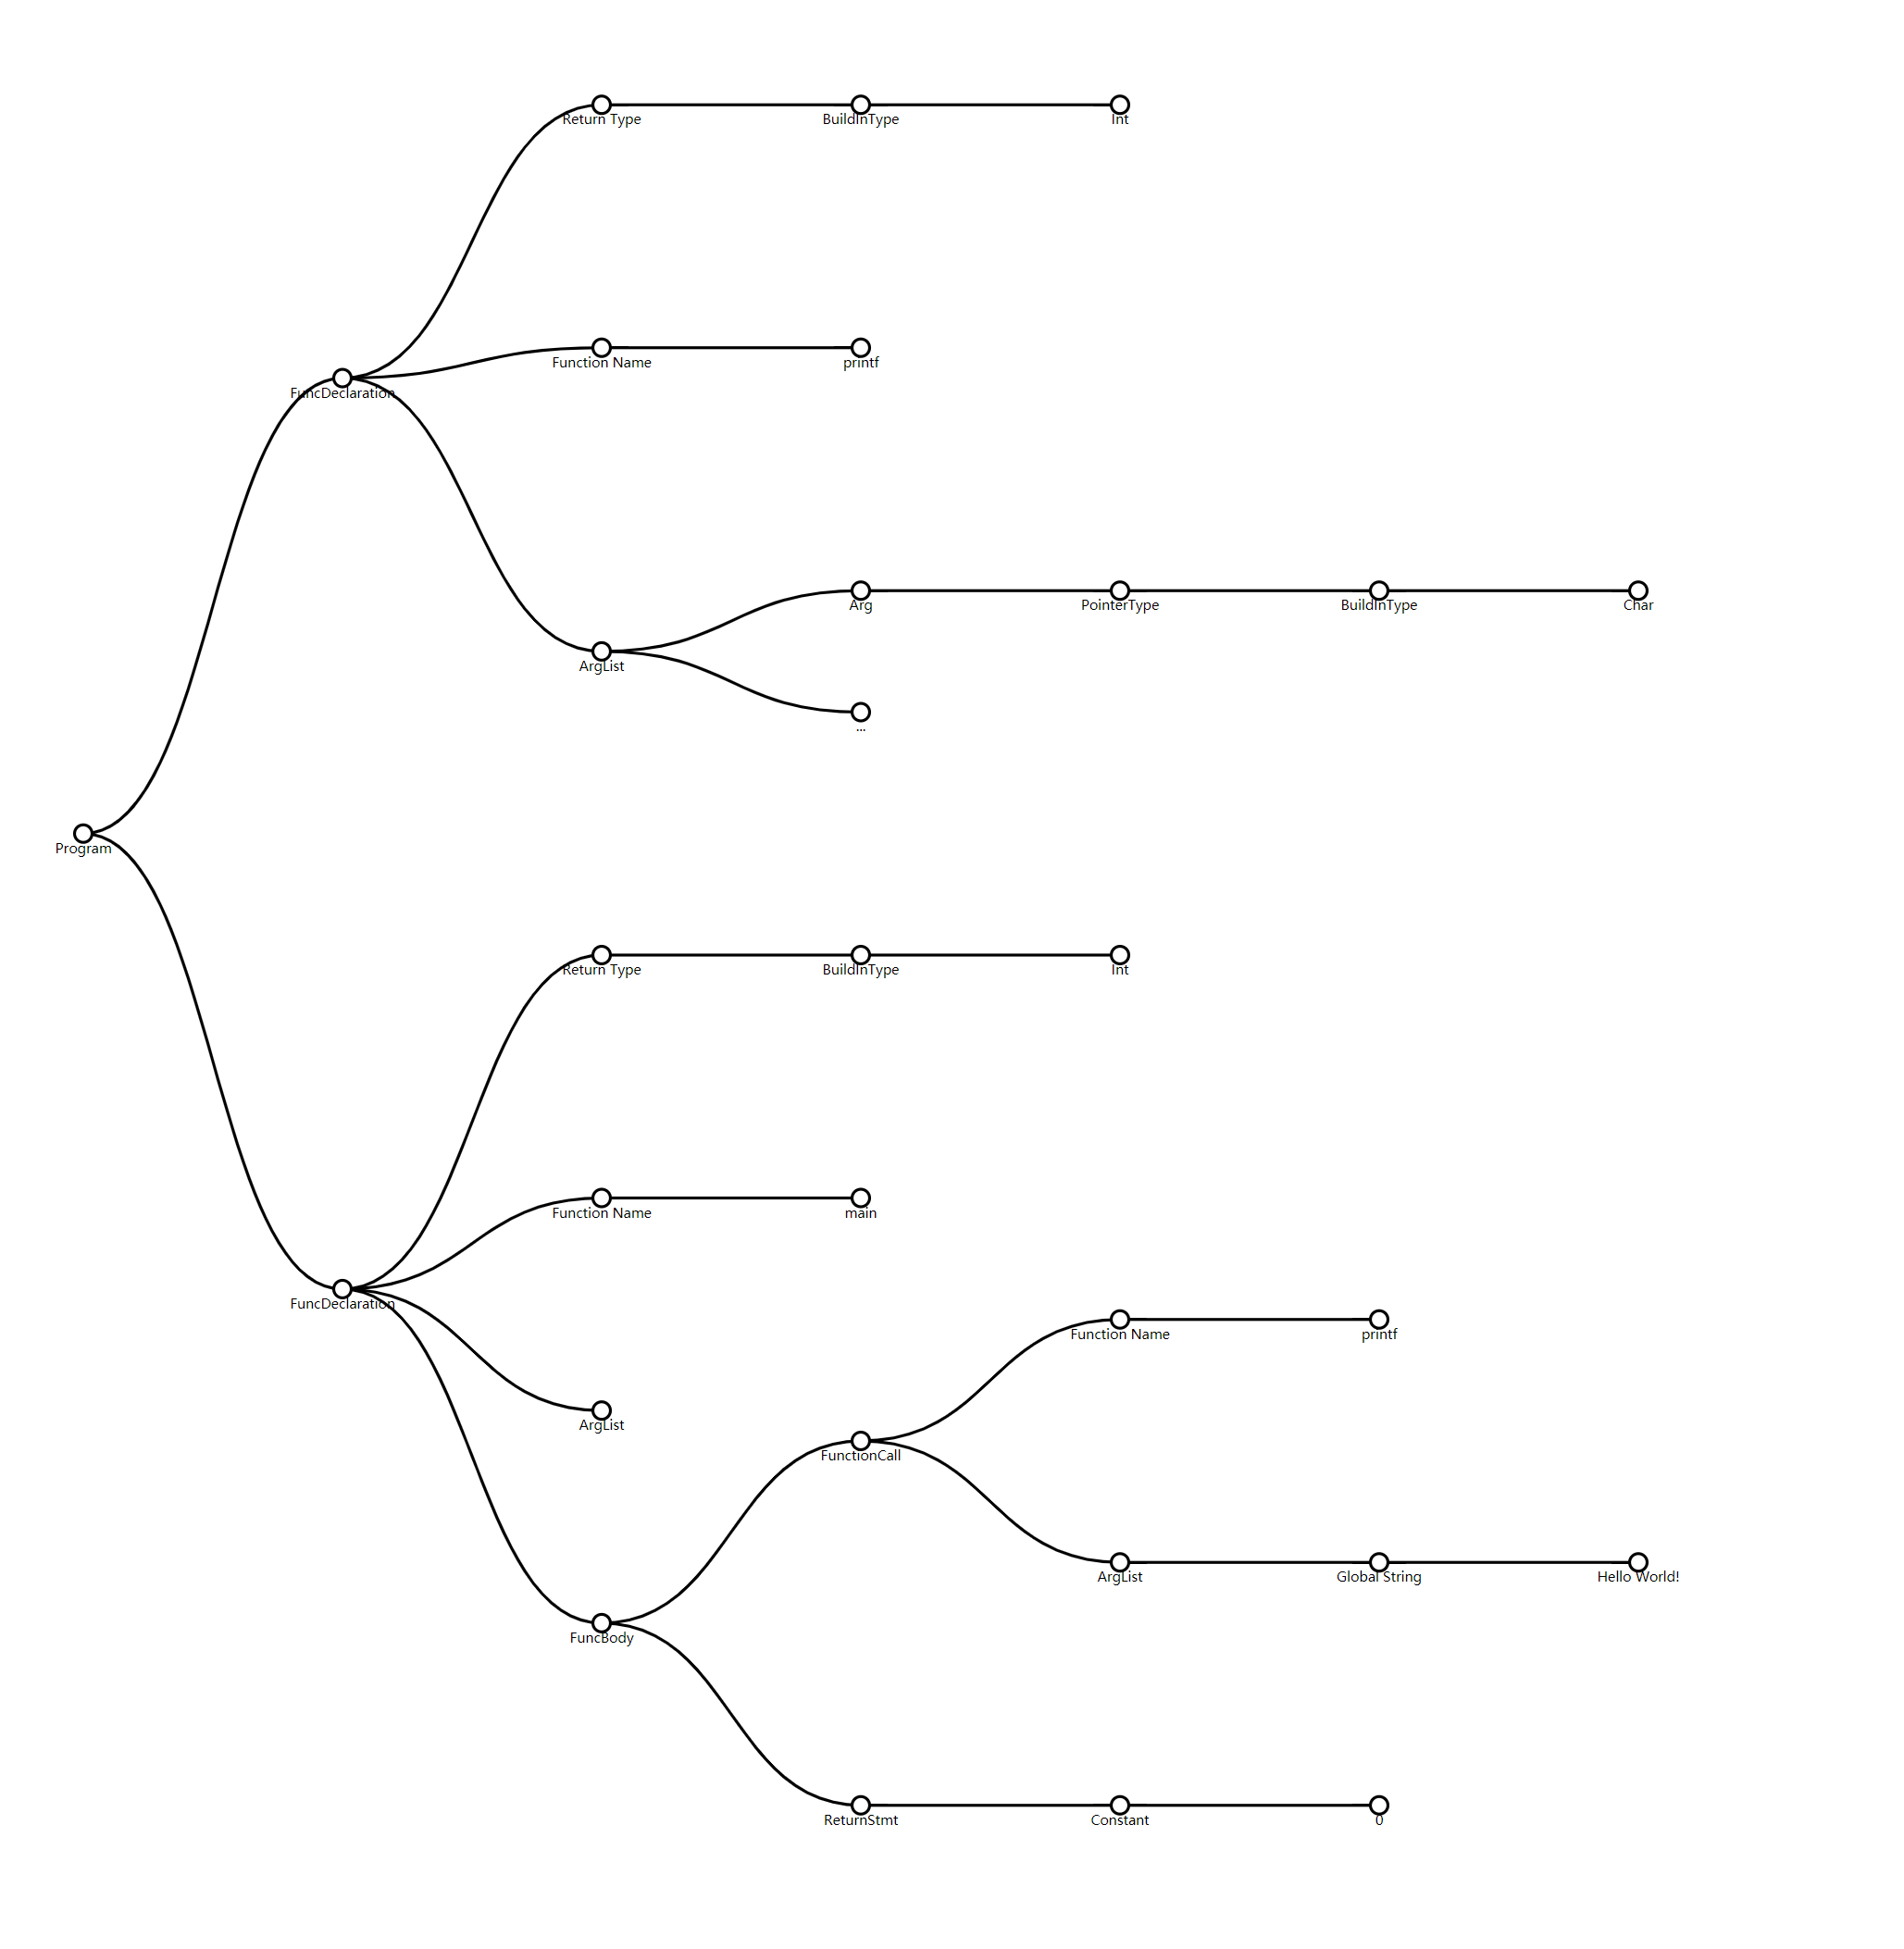 Return Type
BuildInType
Int
Function Name
printf
FuncDeclaration
Arg
PointerType
BuildInType
Char
ArgList
...
Program
Return Type
BuildInType
Int
Function Name
main
FuncDeclaration
Function Name
printf
ArgList
FunctionCall
ArgList
Global String
Hello World!
FuncBody
ReturnStmt
Constant
0